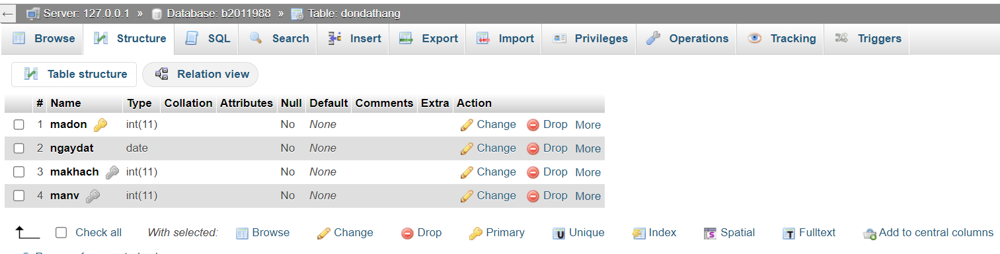 ← Server: 127.0.0.1 » Database: b2011988 » Table: dondathang
Browse Structure SQL Search Insert Export Import Privileges Operations Tracking Triggers
Table structure Relation view
# Name Type Collation Attributes Null Default Comments Extra Action
1 madon int(11) No None Change Drop More
2 ngaydat date No None Change Drop More
3 makhach int(11) No None Change Drop More
4 manv int(11) No None Change Drop More
Check all With selected: Browse Change Drop Primary Unique Index Spatial Fulltext Add to central columns